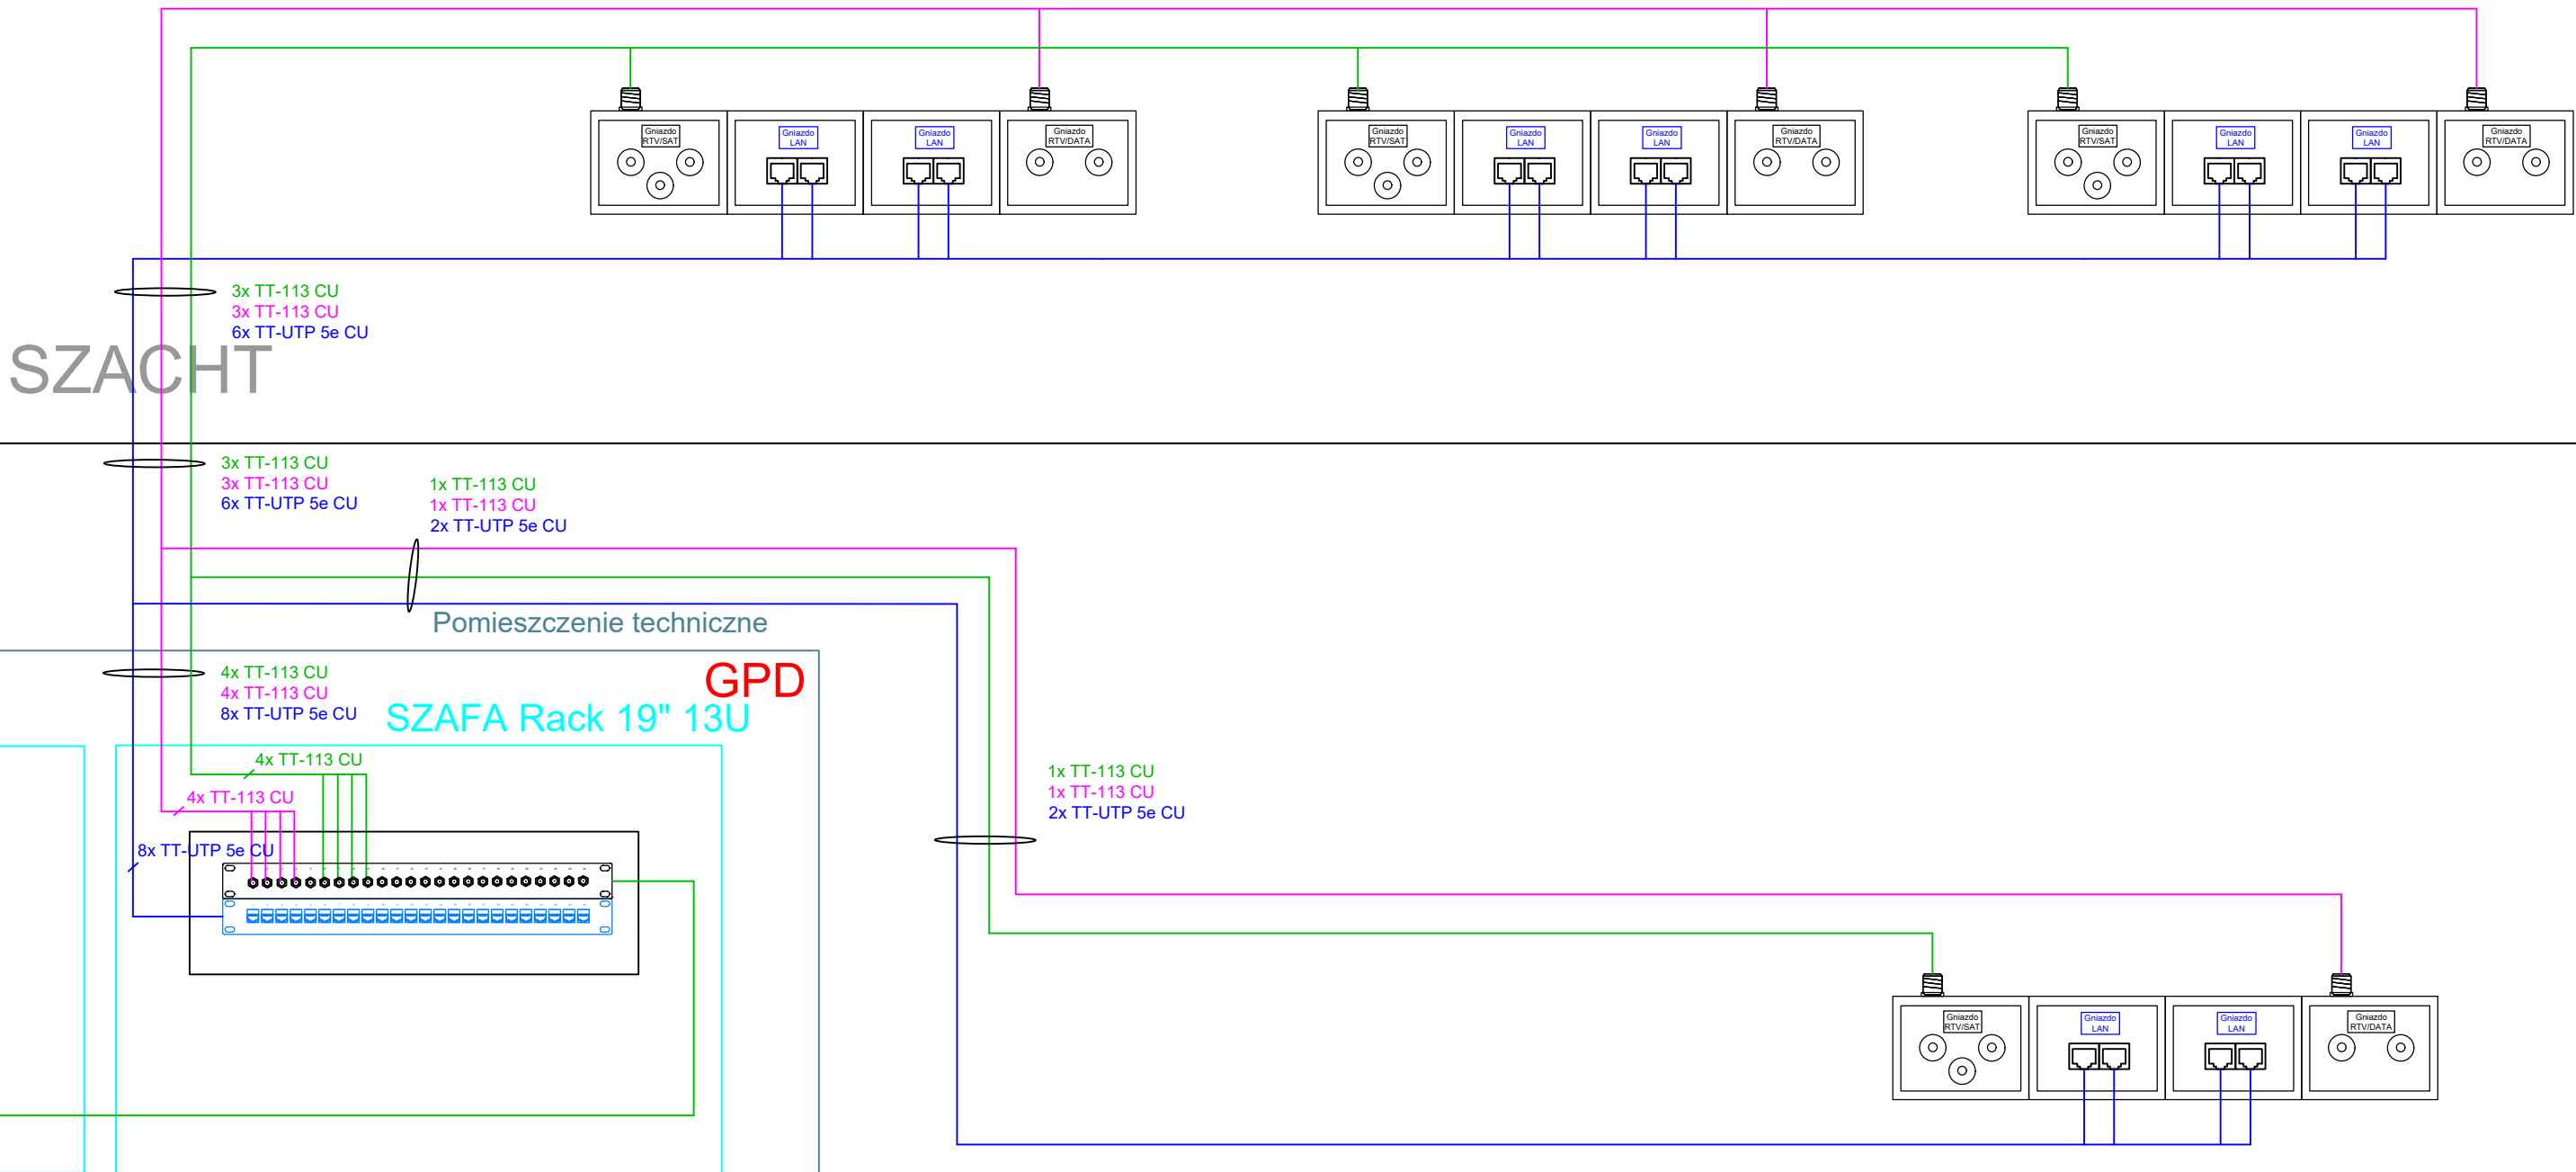 Gniazdo
RTV/SAT
Gniazdo
LAN
Gniazdo
LAN
Gniazdo
RTV/DATA
Gniazdo
RTV/SAT
Gniazdo
LAN
Gniazdo
LAN
Gniazdo
RTV/DATA
Gniazdo
RTV/SAT
Gniazdo
LAN
Gniazdo
LAN
Gniazdo
RTV/DATA
3x TT-113 CU
3x TT-113 CU
6x TT-UTP 5e CU
SZACHT
3x TT-113 CU
3x TT-113 CU
6x TT-UTP 5e CU
1x TT-113 CU
1x TT-113 CU
2x TT-UTP 5e CU
Pomieszczenie techniczne
4x TT-113 CU
4x TT-113 CU
8x TT-UTP 5e CU
GPD
SZAFA Rack 19" 13U
4x TT-113 CU
4x TT-113 CU
8x TT-UTP 5e CU
1x TT-113 CU
1x TT-113 CU
2x TT-UTP 5e CU
Gniazdo
RTV/SAT
Gniazdo
LAN
Gniazdo
LAN
Gniazdo
RTV/DATA